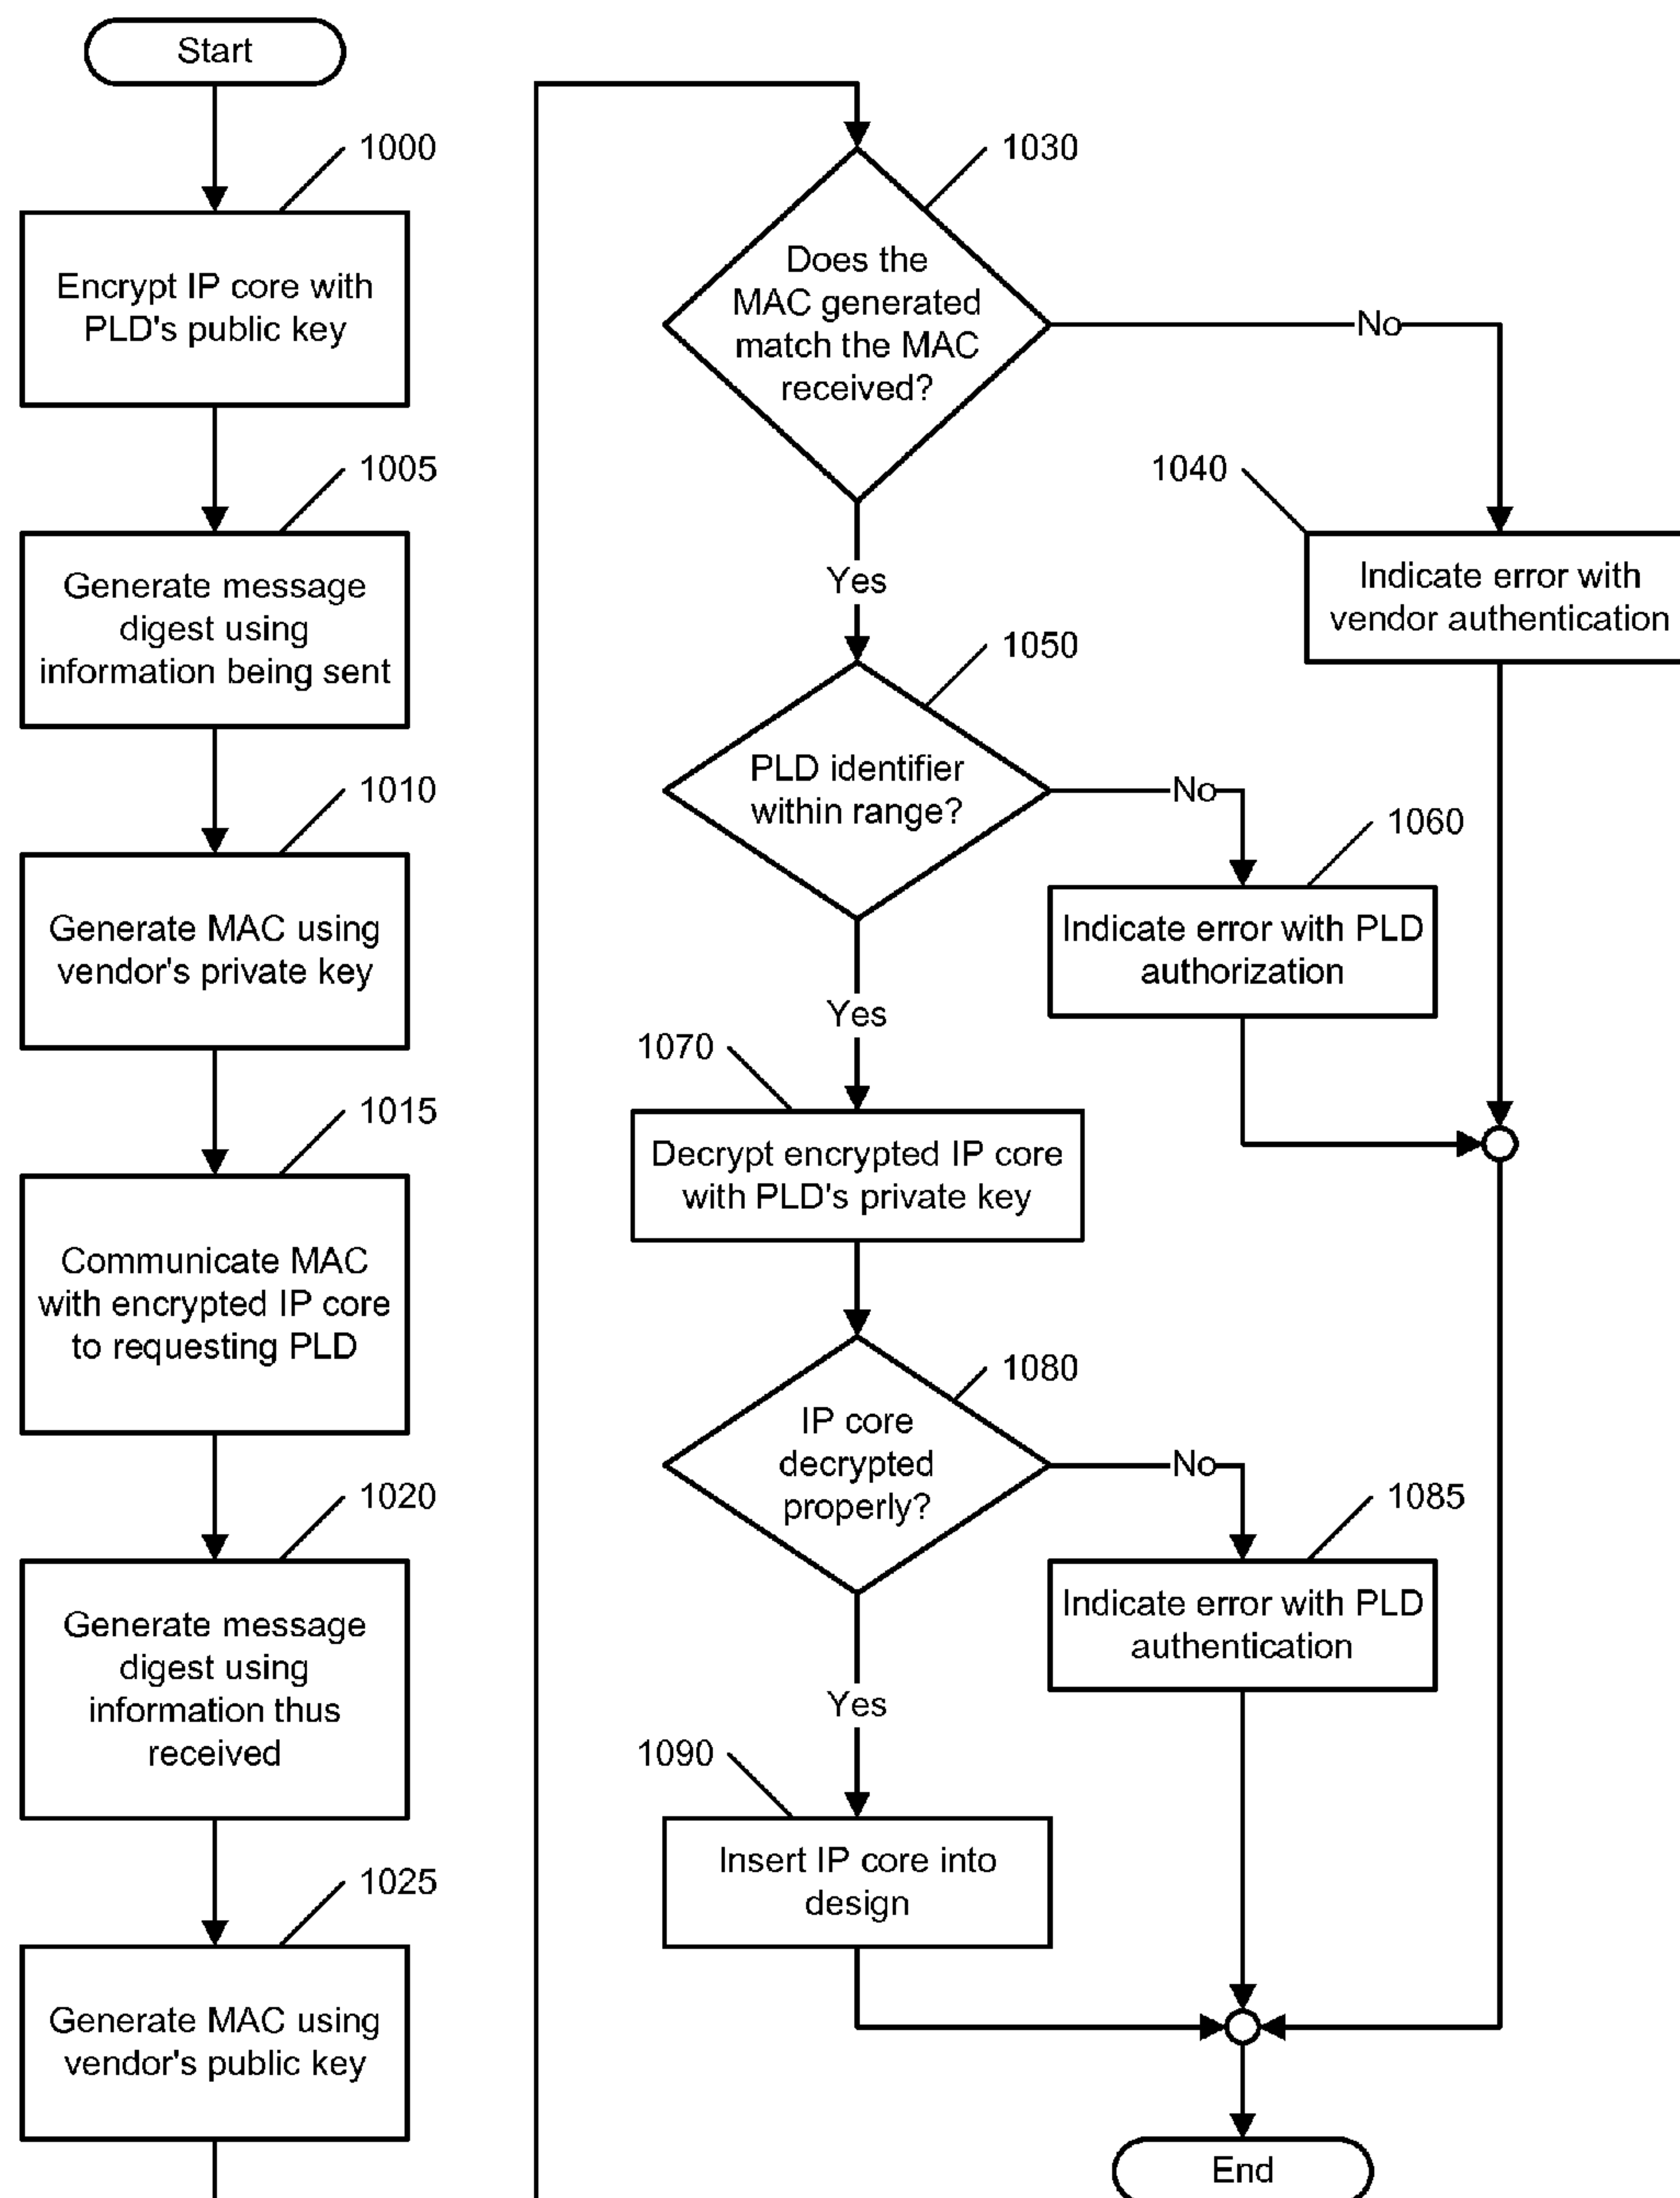 Start
1000
Encrypt IP core with
PLD's public key
1005
Generate message
digest using
information being sent
1010
Generate MAC using
vendor's private key
1015
Communicate MAC
with encrypted IP core
to requesting PLD
1020
Generate message
digest using
information thus
received
1025
Generate MAC using
vendor's public key
1030
Does the
MAC generated
match the MAC
received?
No
1040
Indicate error with
vendor authentication
Yes
1050
PLD identifier
within range?
No
1060
Indicate error with PLD
authorization
Yes
1070
Decrypt encrypted IP core
with PLD's private key
1080
IP core
decrypted
properly?
No
1085
Indicate error with PLD
authentication
Yes
1090
Insert IP core into
design
End